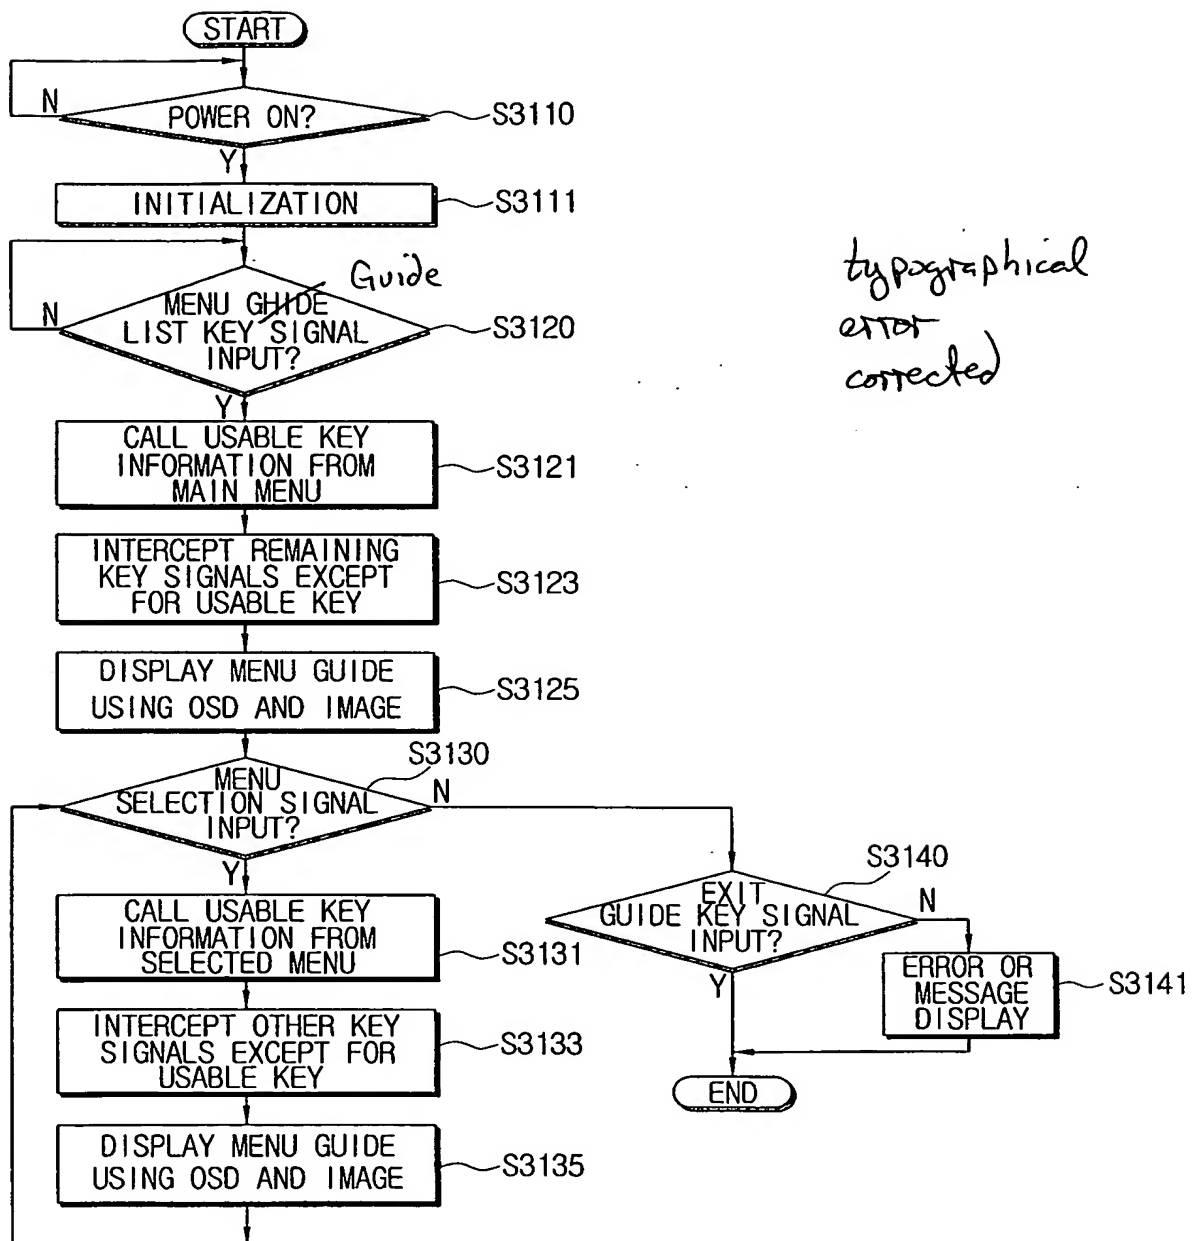 START
N
POWER ON?
S3110
Y
INITIALIZATION
S3111
N
MENU GHIDE
LIST KEY SIGNAL
INPUT?
Guide
S3120
typographical
error
corrected
Y
CALL USABLE KEY
INFORMATION FROM
MAIN MENU
S3121
INTERCEPT REMAINING
KEY SIGNALS EXCEPT
FOR USABLE KEY
S3123
DISPLAY MENU GUIDE
USING OSD AND IMAGE
S3125
S3130
MENU
SELECTION SIGNAL
INPUT?
N
Y
CALL USABLE KEY
INFORMATION FROM
SELECTED MENU
S3131
INTERCEPT OTHER KEY
SIGNALS EXCEPT FOR
USABLE KEY
S3133
DISPLAY MENU GUIDE
USING OSD AND IMAGE
S3135
S3140
EXIT
GUIDE KEY SIGNAL
INPUT?
N
Y
ERROR OR
MESSAGE
DISPLAY
S3141
END